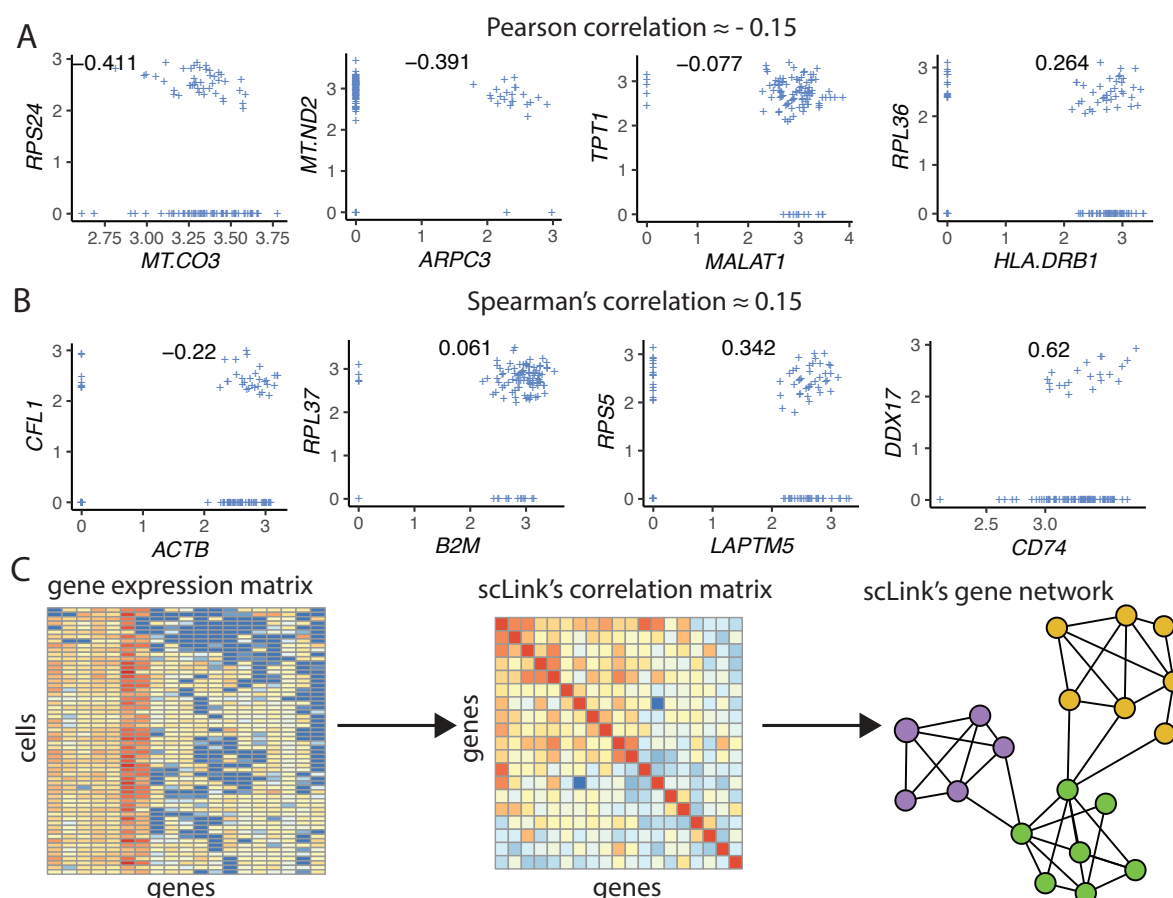 A
Pearson correlation ≈ - 0.15
−0.411
RPS24
3
2
1
0
2.75 3.00 3.25 3.50 3.75
MT.CO3
−0.391
MT.ND2
3
2
1
0
0 1 2 3
ARPC3
−0.077
TPT1
3
2
1
0
0 1 2 3 4
MALAT1
0.264
RPL36
3
2
1
0
0 1 2 3
HLA.DRB1
B
Spearman's correlation ≈ 0.15
−0.22
CFL1
3
2
1
0
0 1 2 3
ACTB
0.061
RPL37
3
2
1
0
0 1 2 3
B2M
0.342
RPS5
3
2
1
0
0 1 2 3
LAPTM5
0.62
DDX17
3
2
1
0
2.5 3.0
CD74
C
gene expression matrix
cells
genes
scLink's correlation matrix
genes
genes
scLink's gene network